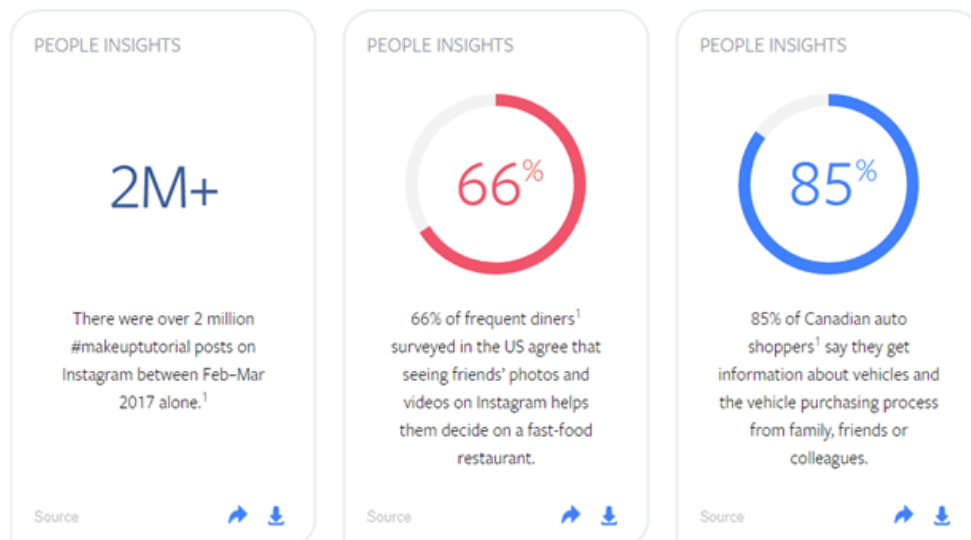 PEOPLE INSIGHTS
2M+
There were over 2 million
#makeuptutorial posts on
Instagram between Feb–Mar
2017 alone.1
Source
PEOPLE INSIGHTS
66%
66% of frequent diners1
surveyed in the US agree that
seeing friends' photos and
videos on Instagram helps
them decide on a fast-food
restaurant.
Source
PEOPLE INSIGHTS
85%
85% of Canadian auto
shoppers1 say they get
information about vehicles and
the vehicle purchasing process
from family, friends or
colleagues.
Source